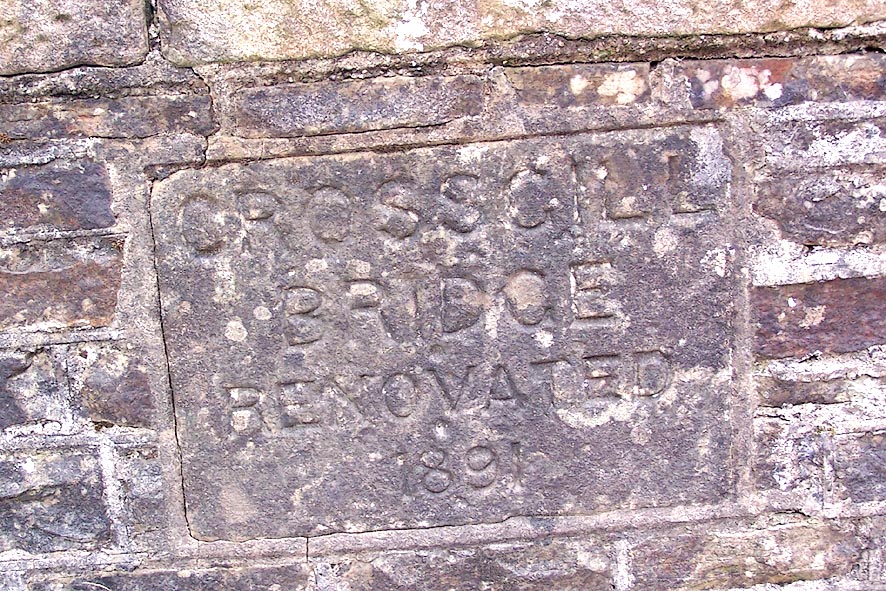 CROSSGILL
BRIDGE
RENOVATED
1891